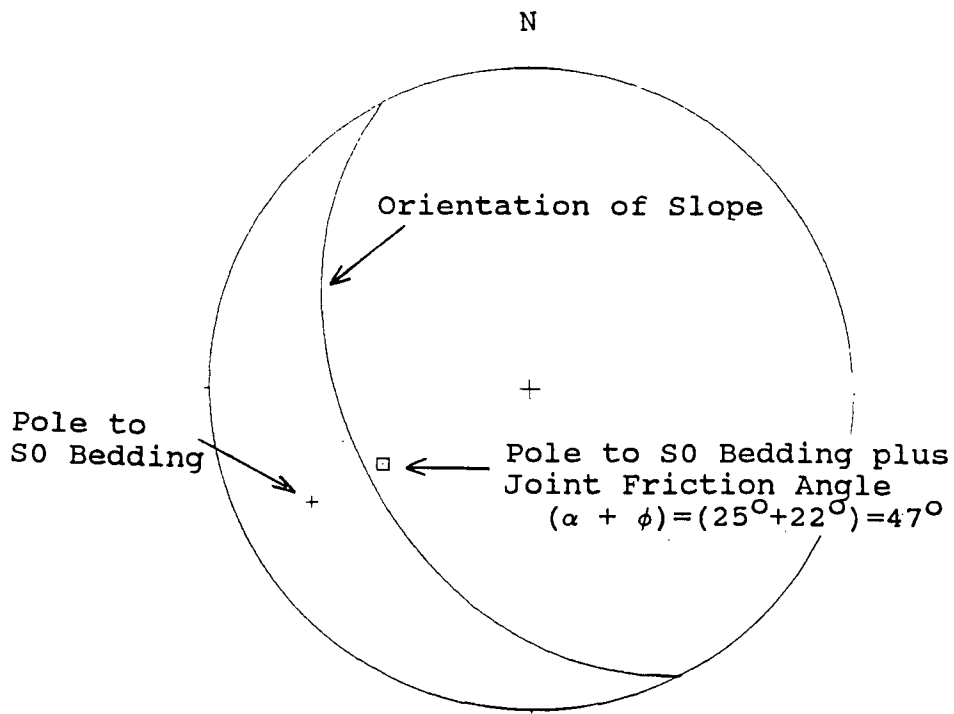 N
Orientation of Slope
Pole to
S0 Bedding
Pole to S0 Bedding plus
Joint Friction Angle
(α + φ)=(25°+22°)=47°